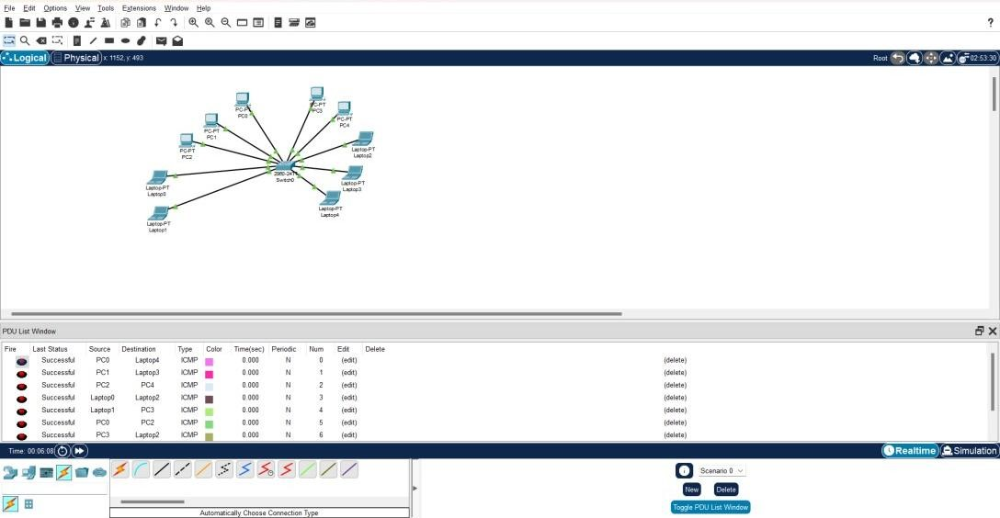 File Edit Options View Tools Extensions Window Help
?
Logical Physical x: 1152, y: 493 Root 02:53:30
PC-PT
PC0
PC-PT
PC3
PC-PT
PC1
PC-PT
PC4
PC-PT
PC2
Laptop-PT
Laptop2
Laptop-PT
Laptop0
2960-24TT
Switch0
Laptop-PT
Laptop3
Laptop-PT
Laptop4
Laptop-PT
Laptop1
PDU List Window
Fire Last Status Source Destination Type Color Time(sec) Periodic Num Edit Delete
Successful PC0 Laptop4 ICMP 0.000 N 0 (edit) (delete)
Successful PC1 Laptop3 ICMP 0.000 N 1 (edit) (delete)
Successful PC2 PC4 ICMP 0.000 N 2 (edit) (delete)
Successful Laptop0 Laptop2 ICMP 0.000 N 3 (edit) (delete)
Successful Laptop1 PC3 ICMP 0.000 N 4 (edit) (delete)
Successful PC0 PC2 ICMP 0.000 N 5 (edit) (delete)
Successful PC3 Laptop2 ICMP 0.000 N 6 (edit) (delete)
Time: 00:06:08 Realtime Simulation
Scenario 0
New Delete
Toggle PDU List Window
Automatically Choose Connection Type